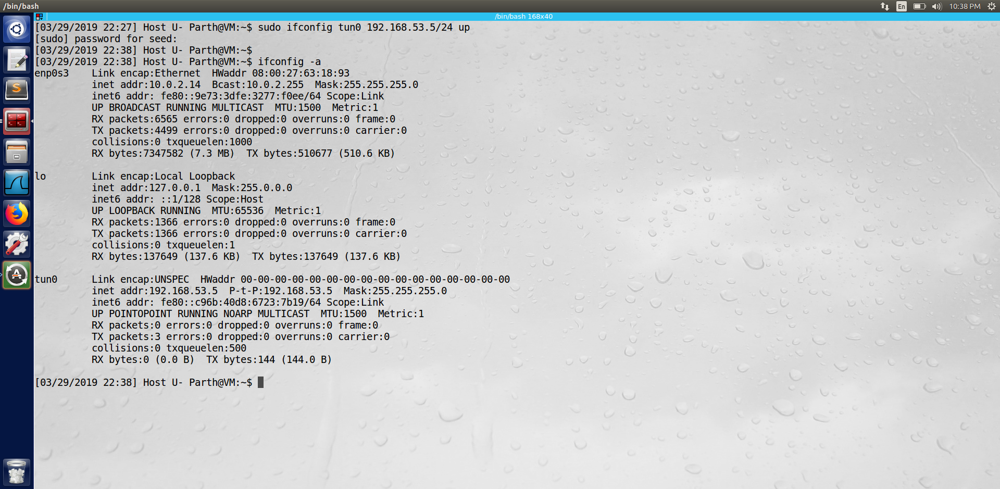 /bin/bash
En
10:38 PM
/bin/bash 168x40
[03/29/2019 22:27] Host U- Parth@VM:~$ sudo ifconfig tun0 192.168.53.5/24 up
[sudo] password for seed:
[03/29/2019 22:38] Host U- Parth@VM:~$
[03/29/2019 22:38] Host U- Parth@VM:~$ ifconfig -a
enp0s3    Link encap:Ethernet  HWaddr 08:00:27:63:18:93
          inet addr:10.0.2.14  Bcast:10.0.2.255  Mask:255.255.255.0
          inet6 addr: fe80::9e73:3dfe:3277:f0ee/64 Scope:Link
          UP BROADCAST RUNNING MULTICAST  MTU:1500  Metric:1
          RX packets:6565 errors:0 dropped:0 overruns:0 frame:0
          TX packets:4499 errors:0 dropped:0 overruns:0 carrier:0
          collisions:0 txqueuelen:1000
          RX bytes:7347582 (7.3 MB)  TX bytes:510677 (510.6 KB)

lo        Link encap:Local Loopback
          inet addr:127.0.0.1  Mask:255.0.0.0
          inet6 addr: ::1/128 Scope:Host
          UP LOOPBACK RUNNING  MTU:65536  Metric:1
          RX packets:1366 errors:0 dropped:0 overruns:0 frame:0
          TX packets:1366 errors:0 dropped:0 overruns:0 carrier:0
          collisions:0 txqueuelen:1
          RX bytes:137649 (137.6 KB)  TX bytes:137649 (137.6 KB)

tun0      Link encap:UNSPEC  HWaddr 00-00-00-00-00-00-00-00-00-00-00-00-00-00-00-00
          inet addr:192.168.53.5  P-t-P:192.168.53.5  Mask:255.255.255.0
          inet6 addr: fe80::c96b:40d8:6723:7b19/64 Scope:Link
          UP POINTOPOINT RUNNING NOARP MULTICAST  MTU:1500  Metric:1
          RX packets:0 errors:0 dropped:0 overruns:0 frame:0
          TX packets:3 errors:0 dropped:0 overruns:0 carrier:0
          collisions:0 txqueuelen:500
          RX bytes:0 (0.0 B)  TX bytes:144 (144.0 B)

[03/29/2019 22:38] Host U- Parth@VM:~$